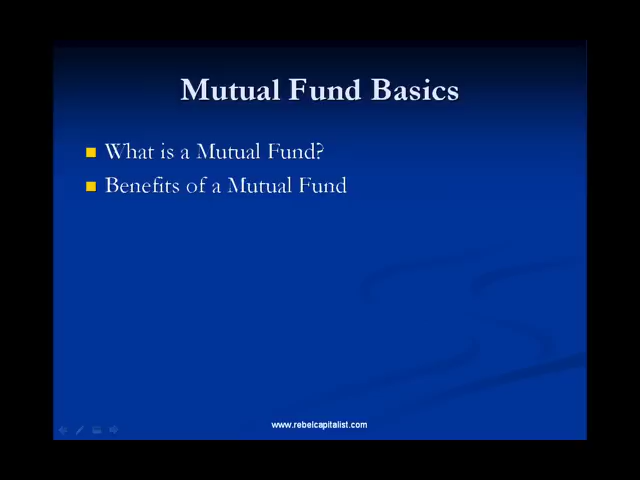 Mutual Fund Basics
What is a Mutual Fund?
Benefits of a Mutual Fund
www.rebelcapitalist.com